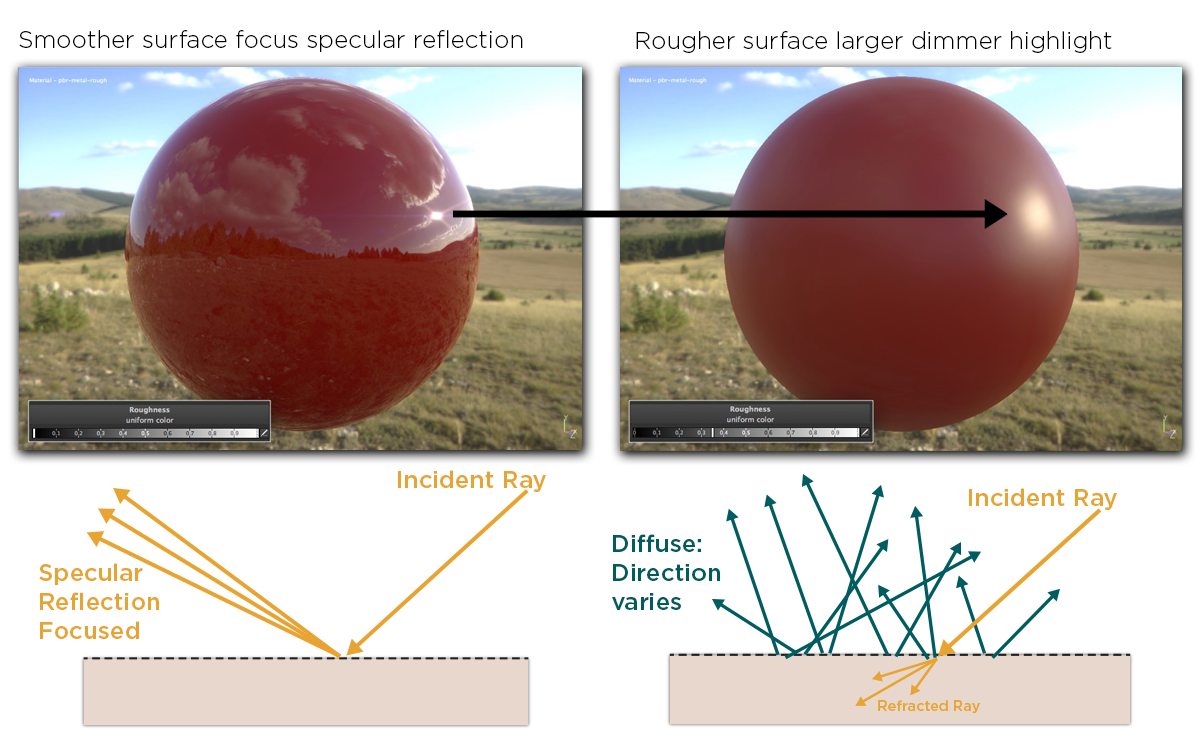 Smoother surface focus specular reflection
Rougher surface larger dimmer highlight
Material - pbr-metal-rough
Material - pbr-metal-rough
Roughness
uniform color
0.1 0.2 0.3 0.4 0.5 0.6 0.7 0.8 0.9
Y
Z
Roughness
uniform color
0 0.1 0.2 0.3 0.4 0.5 0.6 0.7 0.8 0.9
Y
Z
Incident Ray
Specular
Reflection
Focused
Incident Ray
Diffuse:
Direction
varies
Refracted Ray